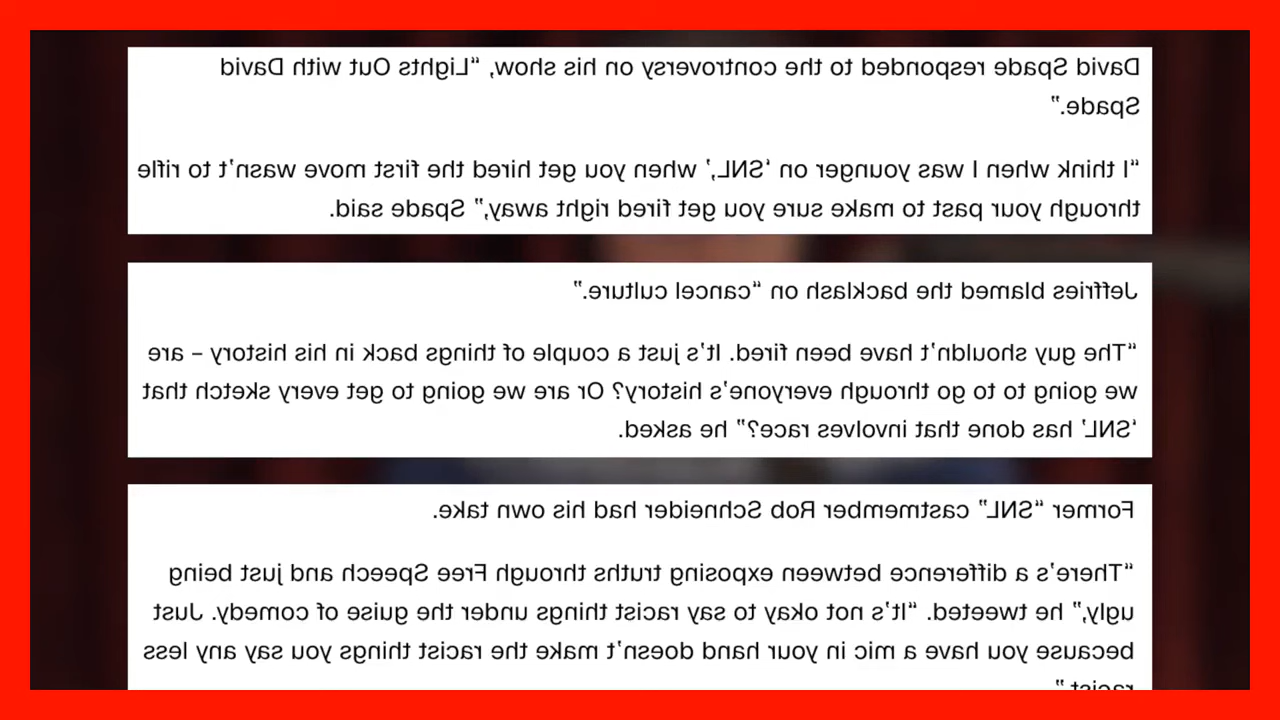 David Spade responded to the controversy on his show, “Lights Out with David
Spade.”
“I think when I was younger on ‘SNL,’ when you get hired the first move wasn’t to rifle
through your past to make sure you get fired right away,” Spade said.
Jeffries blamed the backlash on “cancel culture.”
“The guy shouldn’t have been fired. It’s just a couple of things back in his history – are
we going to to go through everyone’s history? Or are we going to get every sketch that
‘SNL’ has done that involves race?” he asked.
Former “SNL” castmember Rob Schneider had his own take.
“There’s a difference between exposing truths through Free Speech and just being
ugly,” he tweeted. “It’s not okay to say racist things under the guise of comedy. Just
because you have a mic in your hand doesn’t make the racist things you say any less
racist.”